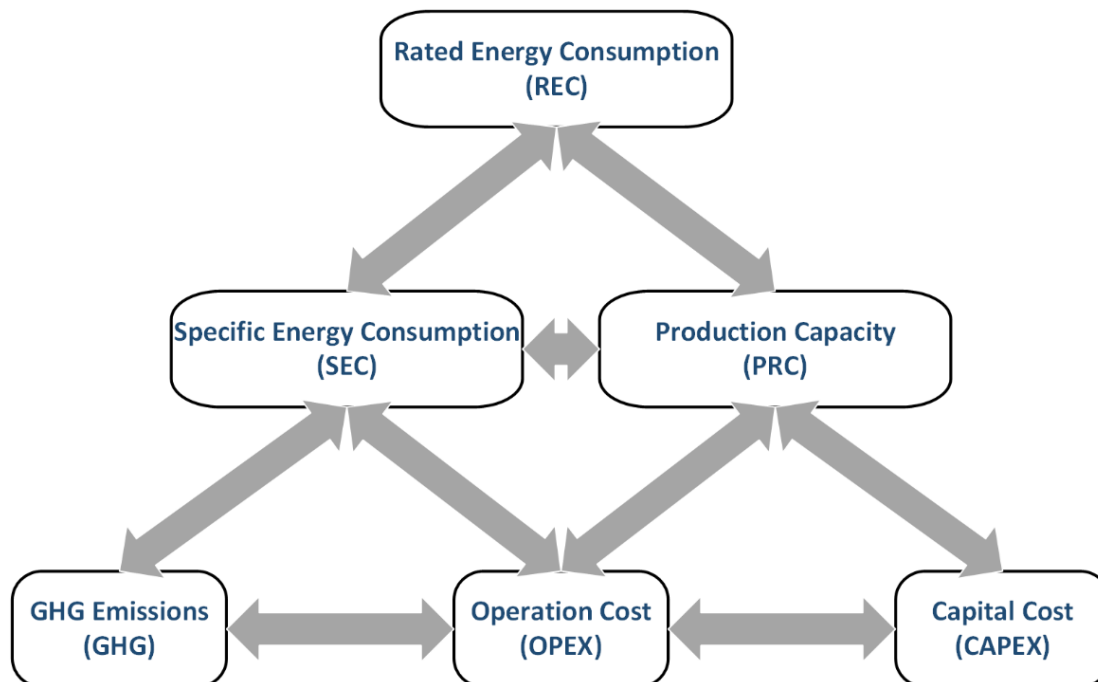 Rated Energy Consumption
(REC)
Specific Energy Consumption
(SEC)
Production Capacity
(PRC)
GHG Emissions
(GHG)
Operation Cost
(OPEX)
Capital Cost
(CAPEX)